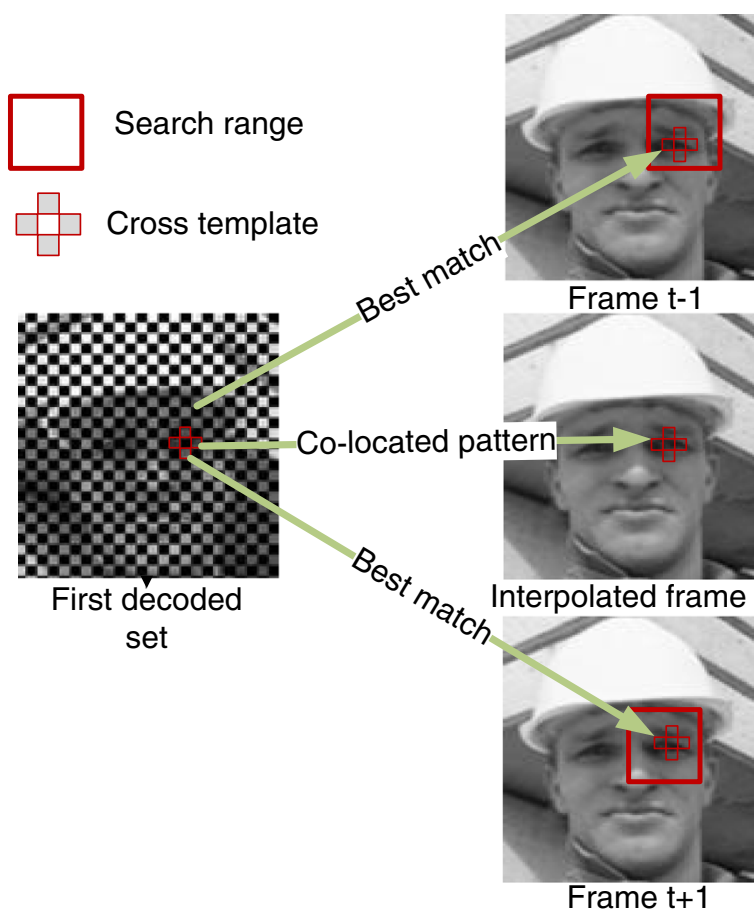 Search range
Cross template
Best match
Frame t-1
Co-located pattern
First decoded
set
Best match
Interpolated frame
Frame t+1